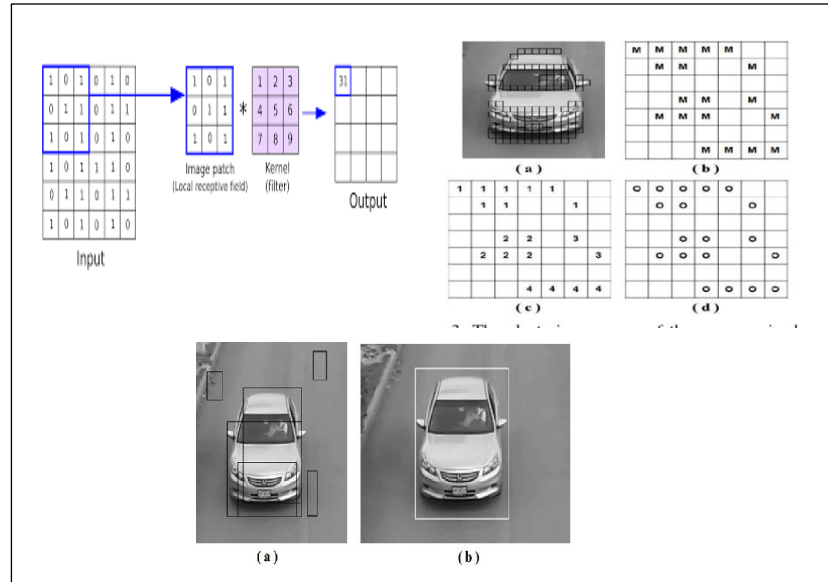 1 0 1 0 1 0
0 1 1 0 1 1
1 0 1 0 1 0
1 0 1 1 1 0
0 1 1 0 1 1
1 0 1 0 1 0
Input
1 0 1
0 1 1
1 0 1
Image patch
(Local receptive field)
*
1 2 3
4 5 6
7 8 9
Kernel
(filter)
31
Output
(a)
M M M M M
M M M
M M M
M M M M
M M M M
(b)
1 1 1 1 1
1 1 1
2 2 3
2 2 2 3
4 4 4 4
(c)
O O O O O
O O O
O O O
O O O O
O O O O
(d)
(a)
(b)